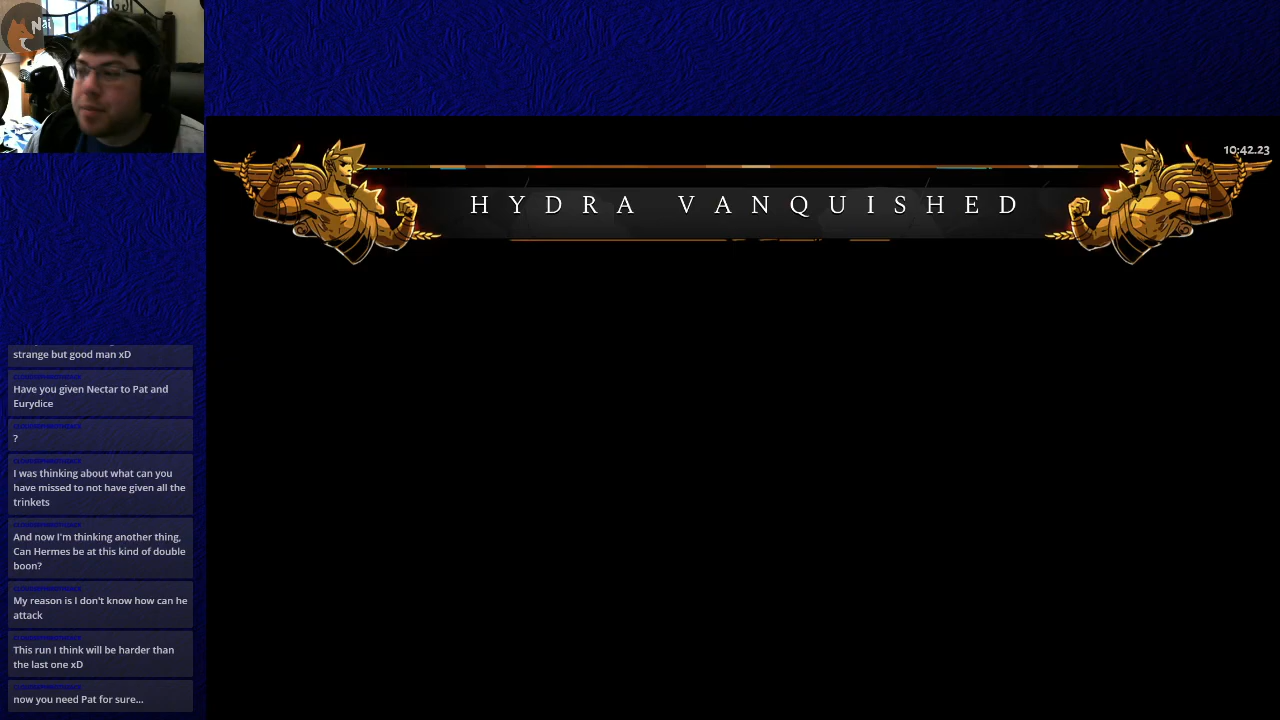 Nai
10:42.23
HYDRA VANQUISHED
strange but good man xD
Have you given Nectar to Pat and
Eurydice
?
I was thinking about what can you
have missed to not have given all the
trinkets
And now I'm thinking another thing,
Can Hermes be at this kind of double
boon?
My reason is I don't know how can he
attack
This run I think will be harder than
the last one xD
now you need Pat for sure...